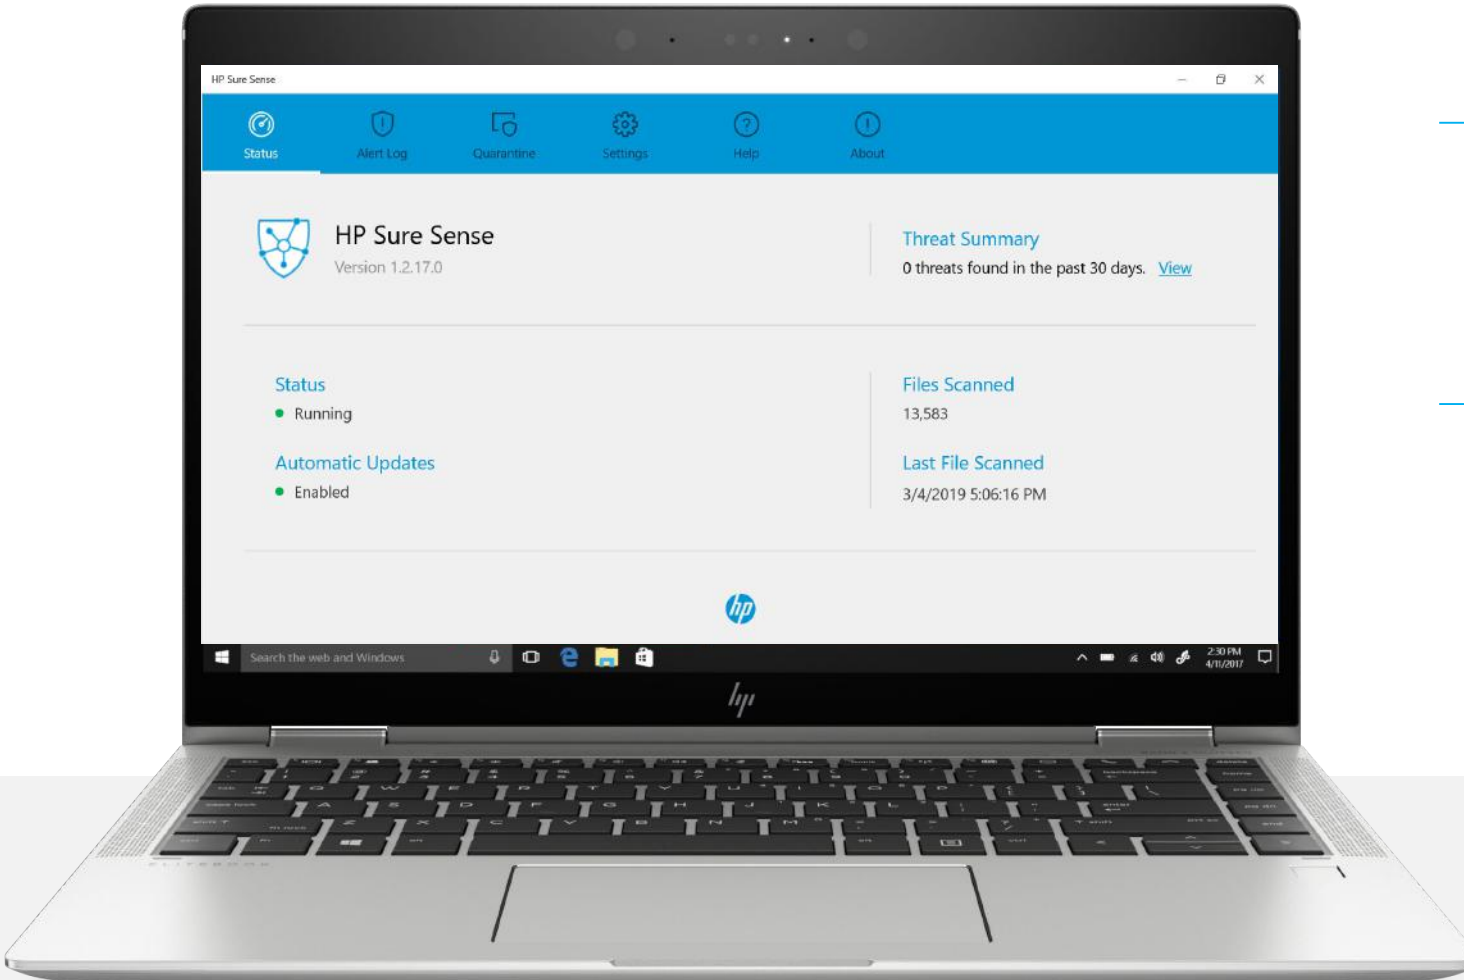 HP Sure Sense
Status
Alert Log
Quarantine
Settings
Help
About
HP Sure Sense
Version 1.2.17.0
Threat Summary
0 threats found in the past 30 days. View
Status
Running
Automatic Updates
Enabled
Files Scanned
13,583
Last File Scanned
3/4/2019 5:06:16 PM
hp
Search the web and Windows
2:30 PM
4/11/2017
hp
ELITEBOOK